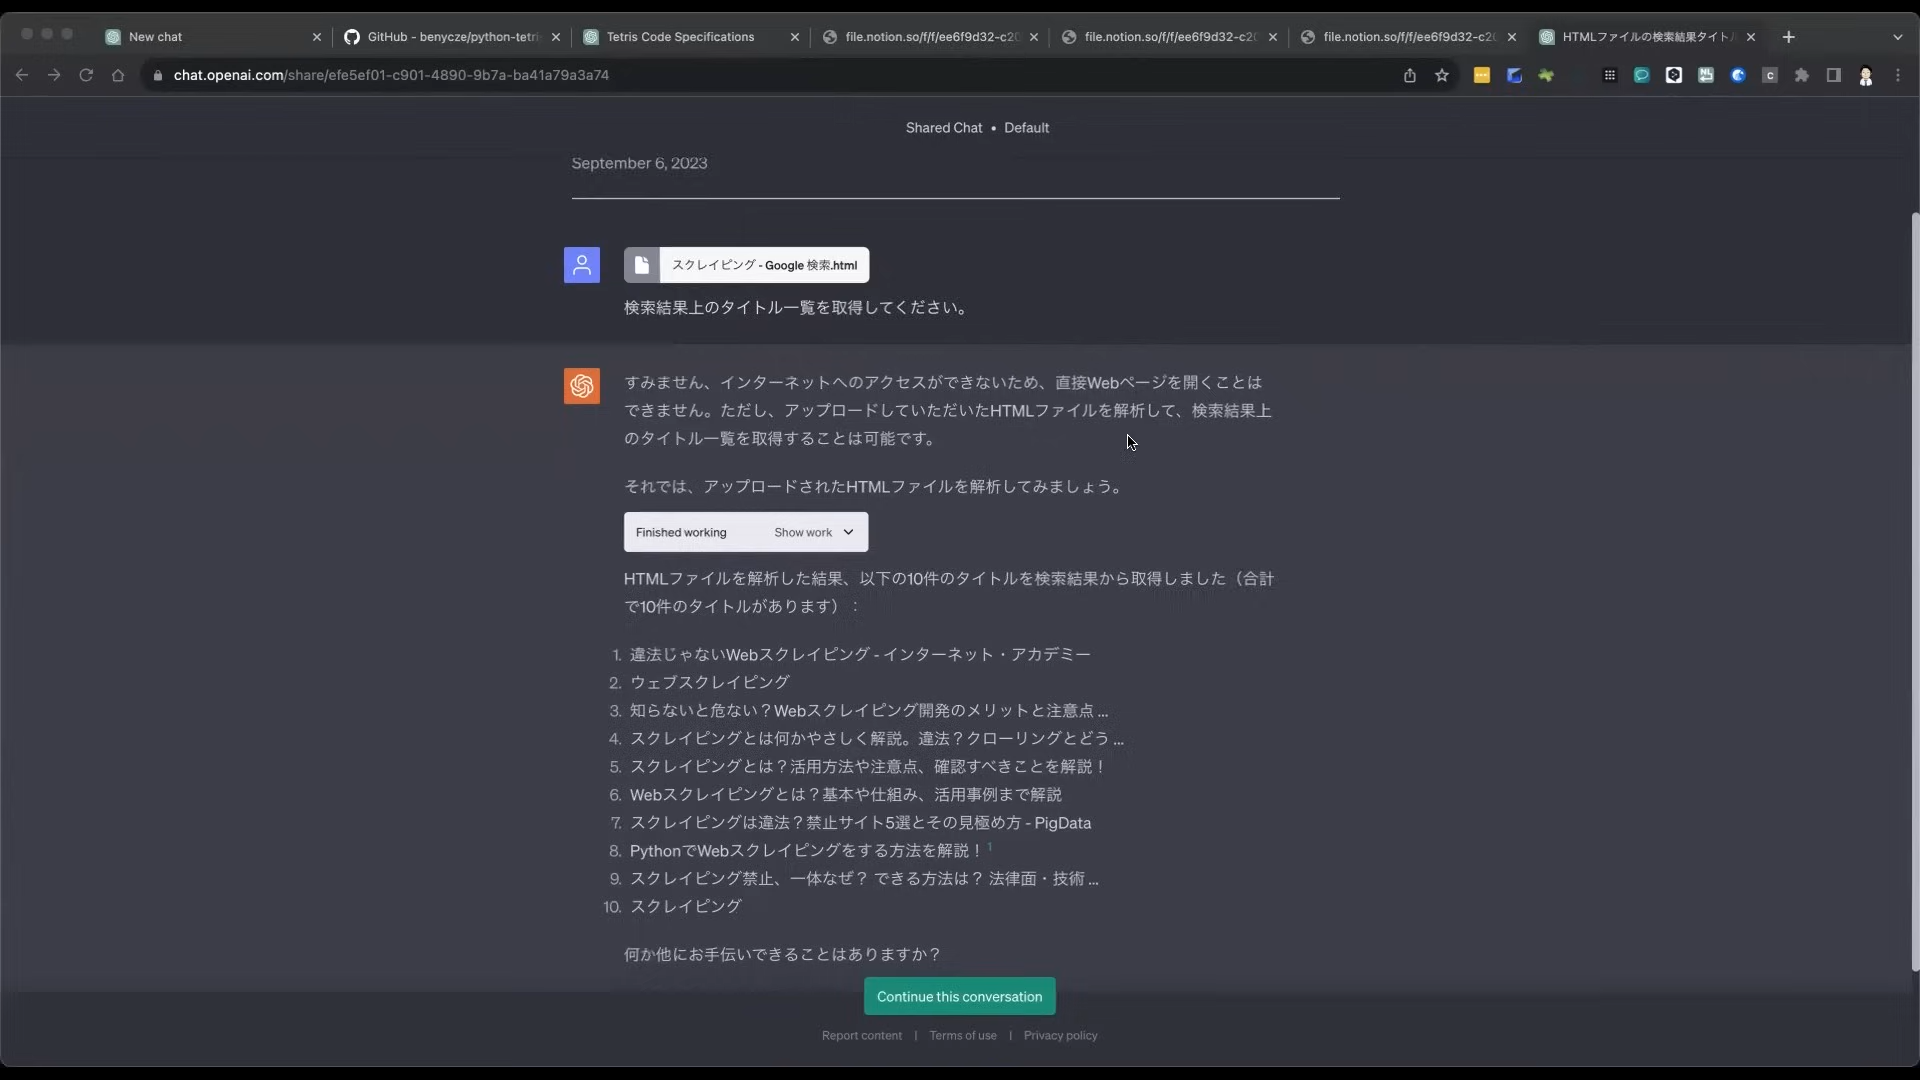 New chat
GitHub - benycze/python-tetri
Tetris Code Specifications
file.notion.so/f/f/ee6f9d32-c20
file.notion.so/f/f/ee6f9d32-c20
file.notion.so/f/f/ee6f9d32-c20
HTMLファイルの検索結果タイトル
chat.openai.com/share/efe5ef01-c901-4890-9b7a-ba41a79a3a74
Shared Chat • Default
September 6, 2023
スクレイピング - Google 検索.html
検索結果上のタイトル一覧を取得してください。
すみません、インターネットへのアクセスができないため、直接Webページを開くことは
できません。ただし、アップロードしていただいたHTMLファイルを解析して、検索結果上
のタイトル一覧を取得することは可能です。
それでは、アップロードされたHTMLファイルを解析してみましょう。
Finished working Show work
HTMLファイルを解析した結果、以下の10件のタイトルを検索結果から取得しました（合計
で10件のタイトルがあります）：
1. 違法じゃないWebスクレイピング - インターネット・アカデミー
2. ウェブスクレイピング
3. 知らないと危ない？Webスクレイピング開発のメリットと注意点 ...
4. スクレイピングとは何かやさしく解説。違法？クローリングとどう ...
5. スクレイピングとは？活用方法や注意点、確認すべきことを解説！
6. Webスクレイピングとは？基本や仕組み、活用事例まで解説
7. スクレイピングは違法？禁止サイト5選とその見極め方 - PigData
8. PythonでWebスクレイピングをする方法を解説！ 1
9. スクレイピング禁止、一体なぜ？ できる方法は？ 法律面・技術 ...
10. スクレイピング
何か他にお手伝いできることはありますか？
Continue this conversation
Report content | Terms of use | Privacy policy